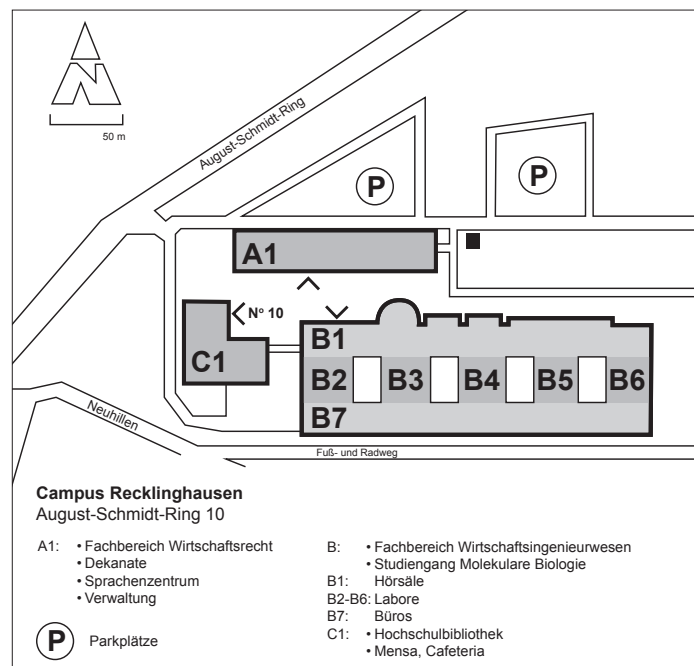 N
50 m
August-Schmidt-Ring
P
P
A1
N° 10
C1
B1
B2 B3 B4 B5 B6
B7
Neuhillen
Fuß- und Radweg
Campus Recklinghausen
August-Schmidt-Ring 10
A1: • Fachbereich Wirtschaftsrecht
• Dekanate
• Sprachenzentrum
• Verwaltung
P Parkplätze
B: • Fachbereich Wirtschaftsingenieurwesen
• Studiengang Molekulare Biologie
B1: Hörsäle
B2-B6: Labore
B7: Büros
C1: • Hochschulbibliothek
• Mensa, Cafeteria